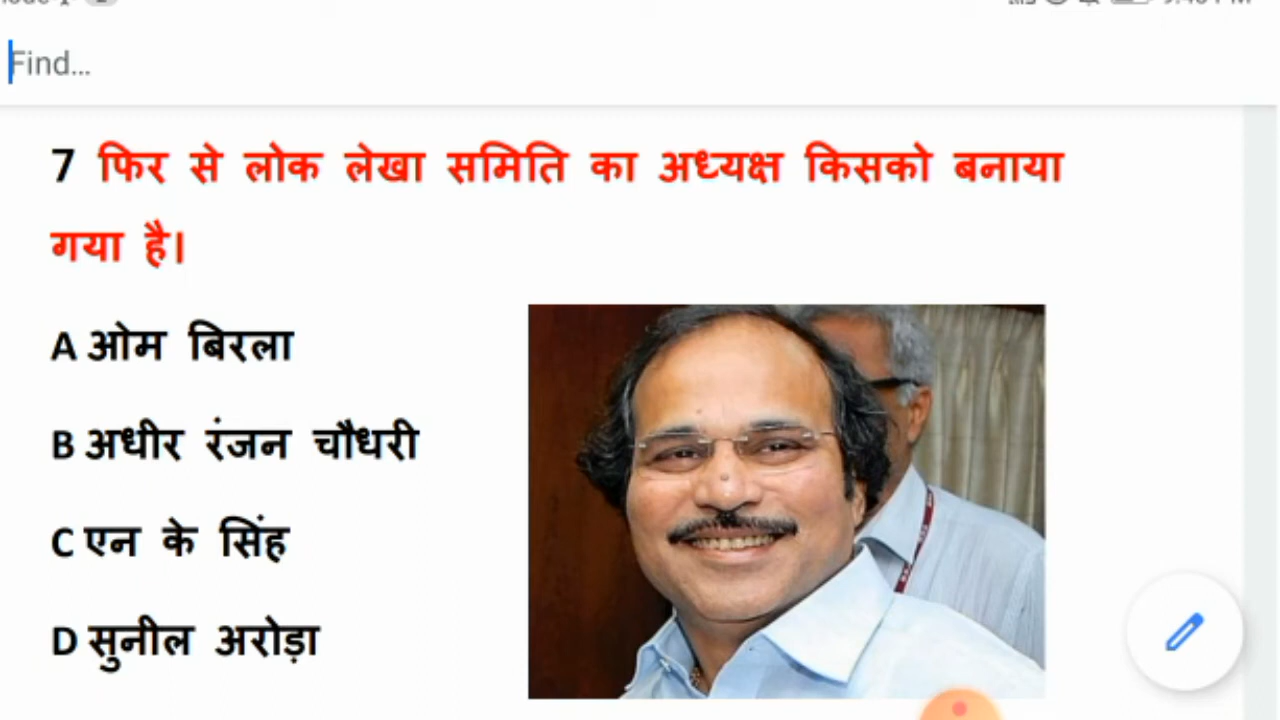 Find...
7 फिर से लोक लेखा समिति का अध्यक्ष किसको बनाया
गया है।
A ओम बिरला
B अधीर रंजन चौधरी
C एन के सिंह
D सुनील अरोड़ा